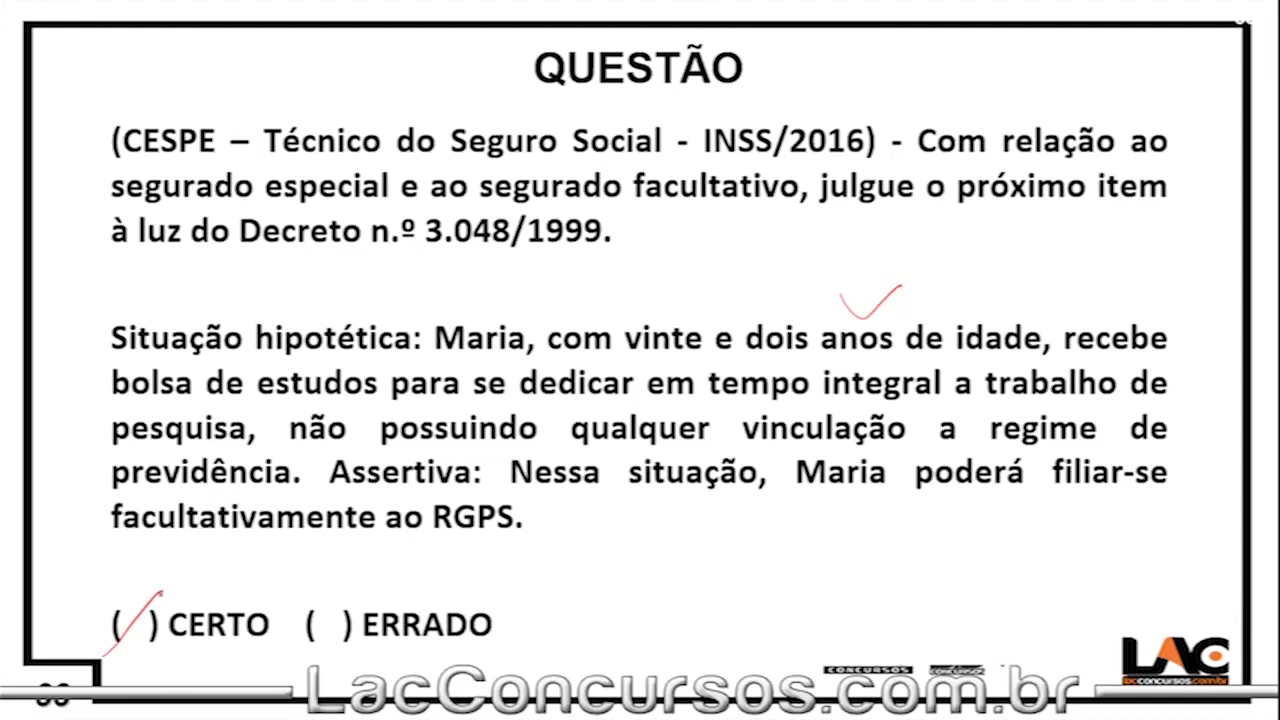 QUESTÃO
(CESPE – Técnico do Seguro Social - INSS/2016) - Com relação ao
segurado especial e ao segurado facultativo, julgue o próximo item
à luz do Decreto n.º 3.048/1999.
Situação hipotética: Maria, com vinte e dois anos de idade, recebe
bolsa de estudos para se dedicar em tempo integral a trabalho de
pesquisa, não possuindo qualquer vinculação a regime de
previdência. Assertiva: Nessa situação, Maria poderá filiar-se
facultativamente ao RGPS.
( ) CERTO ( ) ERRADO
LAC
CONCURSOS
LacConcursos.com.br